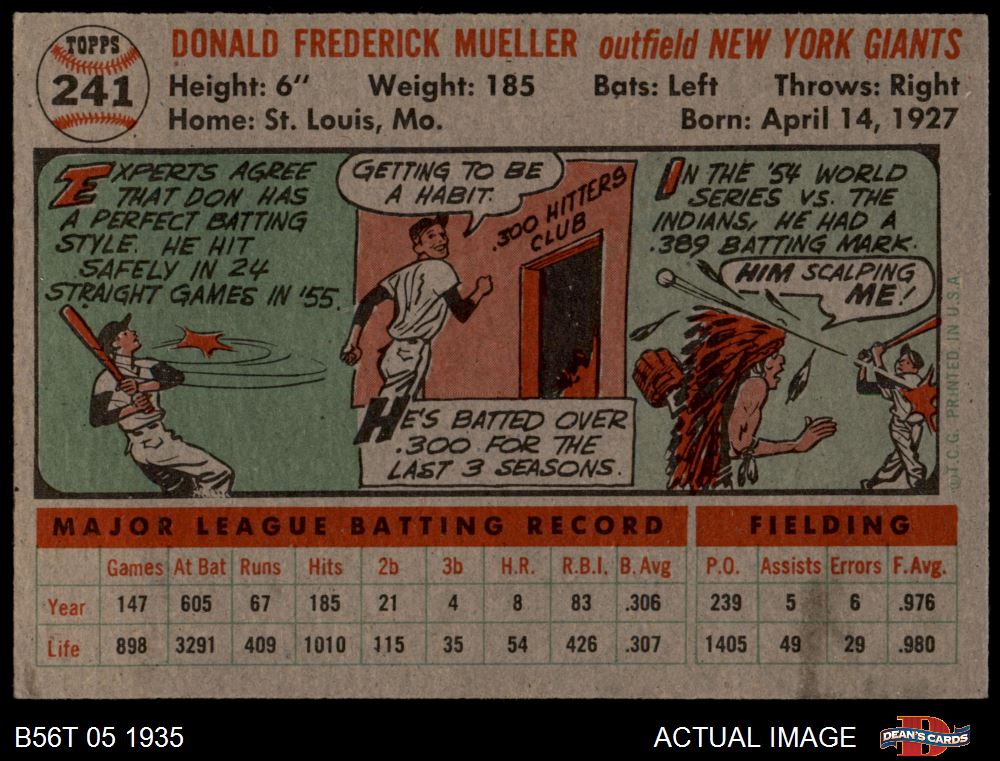 TOPPS
241
DONALD FREDERICK MUELLER outfield NEW YORK GIANTS
Height: 6" Weight: 185 Bats: Left Throws: Right
Home: St. Louis, Mo. Born: April 14, 1927
EXPERTS AGREE
THAT DON HAS
A PERFECT BATTING
STYLE. HE HIT
SAFELY IN 24
STRAIGHT GAMES IN '55.
GETTING TO BE
A HABIT.
.300 HITTERS
CLUB
HE'S BATTED OVER
.300 FOR THE
LAST 3 SEASONS.
IN THE '54 WORLD
SERIES VS. THE
INDIANS, HE HAD A
.389 BATTING MARK.
HIM SCALPING
ME!
©T.C.G. PRINTED IN U.S.A.
MAJOR LEAGUE BATTING RECORD FIELDING
Games At Bat Runs Hits 2b 3b H.R. R.B.I. B. Avg P.O. Assists Errors F.Avg.
Year 147 605 67 185 21 4 8 83 .306 239 5 6 .976
Life 898 3291 409 1010 115 35 54 426 .307 1405 49 29 .980
B56T 05 1935 ACTUAL IMAGE DEAN'S CARDS